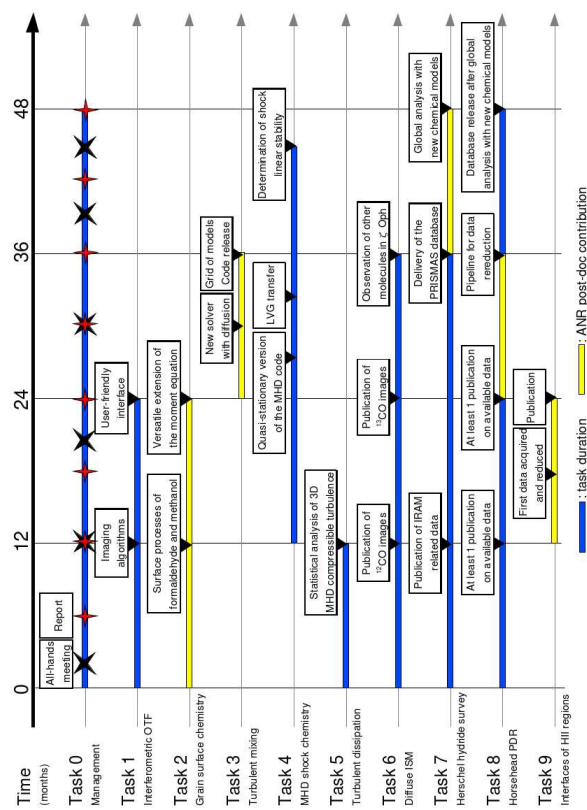 Time
(months)
0
12
24
36
48
Task 0
Management
All-hands
meeting
Report
Task 1
Interferometric OTF
Imaging
algorithms
User-friendly
interface
Task 2
Grain surface chemistry
Surface processes of
formaldehyde and methanol
Versatile extension of
the moment equation
Task 3
Turbulent mixing
New solver
with diffusion
Grid of models
Code release
Task 4
MHD shock chemistry
Quasi-stationary version
of the MHD code
LVG transfer
Determination of shock
linear stability
Task 5
Turbulent dissipation
Statistical analysis of 3D
MHD compressible turbulence
Task 6
Diffuse ISM
Publication of
¹²CO images
Publication of
¹³CO images
Observation of other
molecules in ζ Oph
Task 7
Herschel hydride survey
Publication of IRAM
related data
Delivery of the
PRISMAS database
Global analysis with
new chemical models
Task 8
Horsehead PDR
At least 1 publication
on available data
At least 1 publication
on available data
Pipeline for data
rereduction
Database release after global
analysis with new chemical models
Task 9
Interfaces of HII regions
First data acquired
and reduced
Publication
: task duration
: ANR post-doc contribution